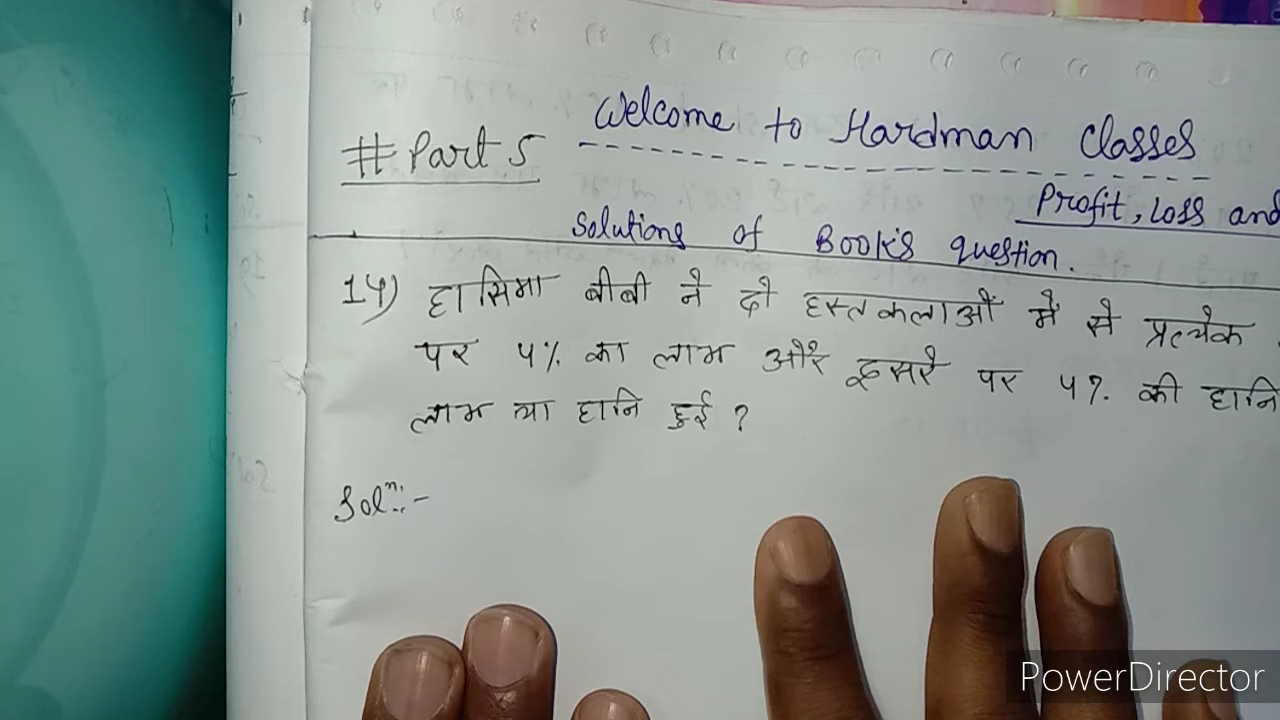 Welcome to Hardman Classes
# Part 5
Profit, Loss and
Solutions of Book's question.
14) हासिमा बीबी ने दो हस्तकलाओं में से प्रत्येक
पर 4% का लाभ और दूसरे पर 4% की हानि
लाभ या हानि हुई ?
Solⁿ:-
PowerDirector